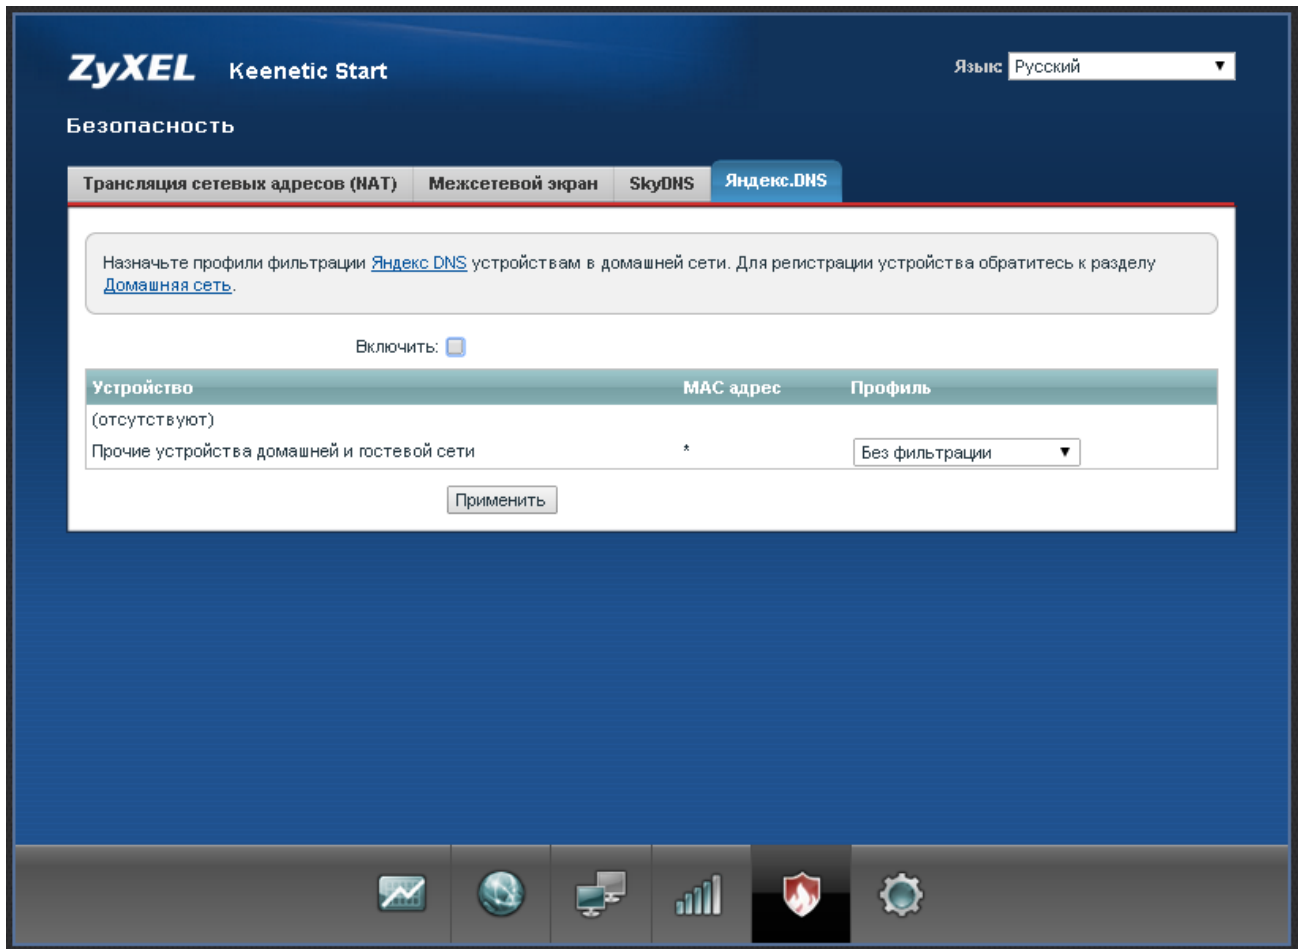 ZyXEL Keenetic Start
Язык: Русский
Безопасность
Трансляция сетевых адресов (NAT) Межсетевой экран SkyDNS Яндекс.DNS
Назначьте профили фильтрации Яндекс DNS устройствам в домашней сети. Для регистрации устройства обратитесь к разделу
Домашняя сеть.
Включить:
Устройство MAC адрес Профиль
(отсутствуют)
Прочие устройства домашней и гостевой сети * Без фильтрации
Применить